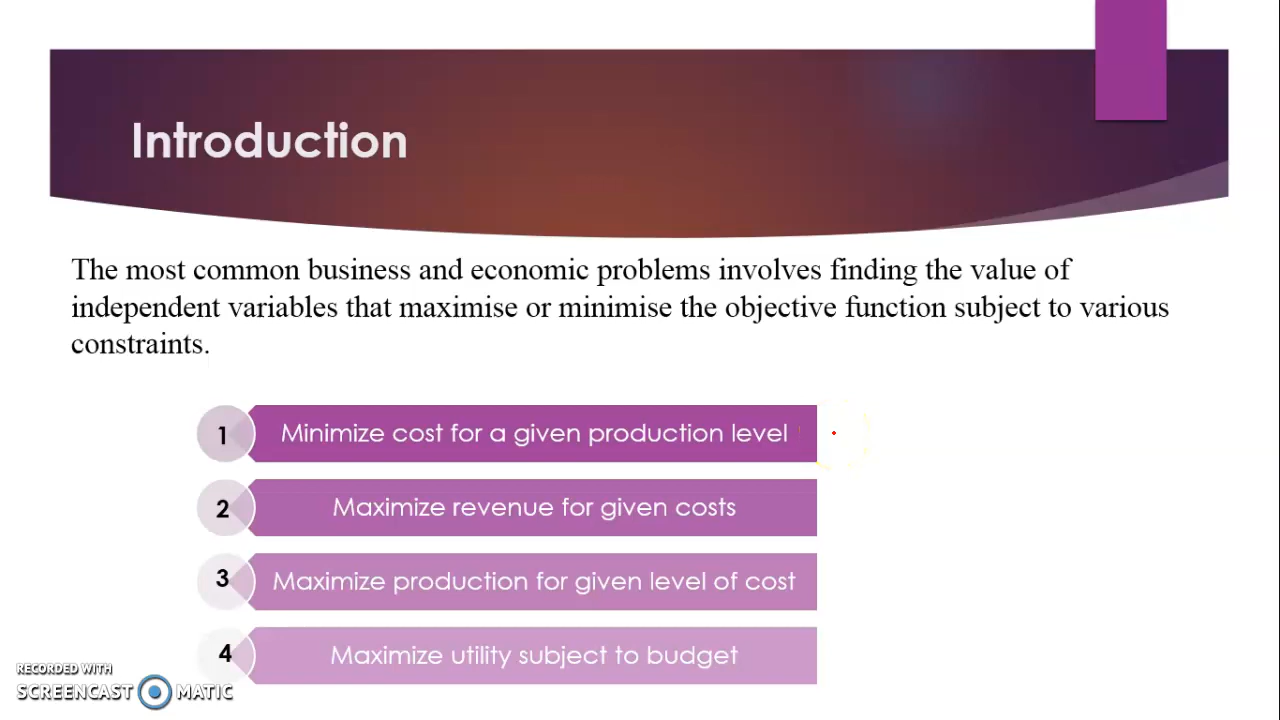 Introduction
The most common business and economic problems involves finding the value of
independent variables that maximise or minimise the objective function subject to various
constraints.
1 Minimize cost for a given production level
2 Maximize revenue for given costs
3 Maximize production for given level of cost
4 Maximize utility subject to budget
RECORDED WITH
SCREENCAST MATIC